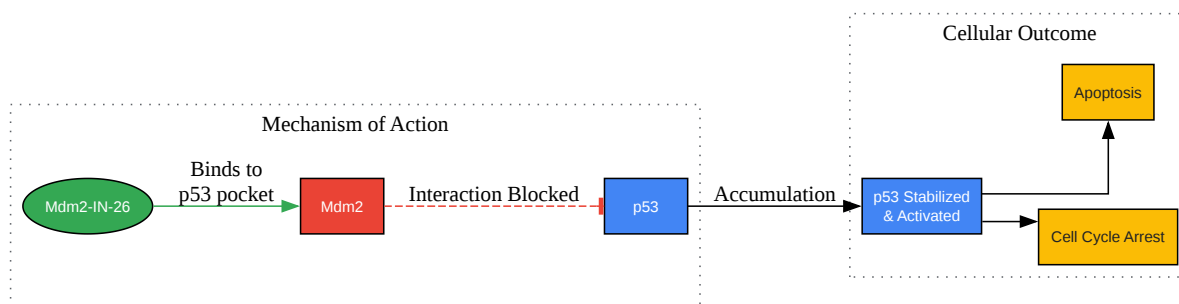 Cellular Outcome
Apoptosis
Mechanism of Action
Binds to
p53 pocket
Interaction Blocked
Accumulation
Mdm2-IN-26
Mdm2
p53
p53 Stabilized
& Activated
Cell Cycle Arrest